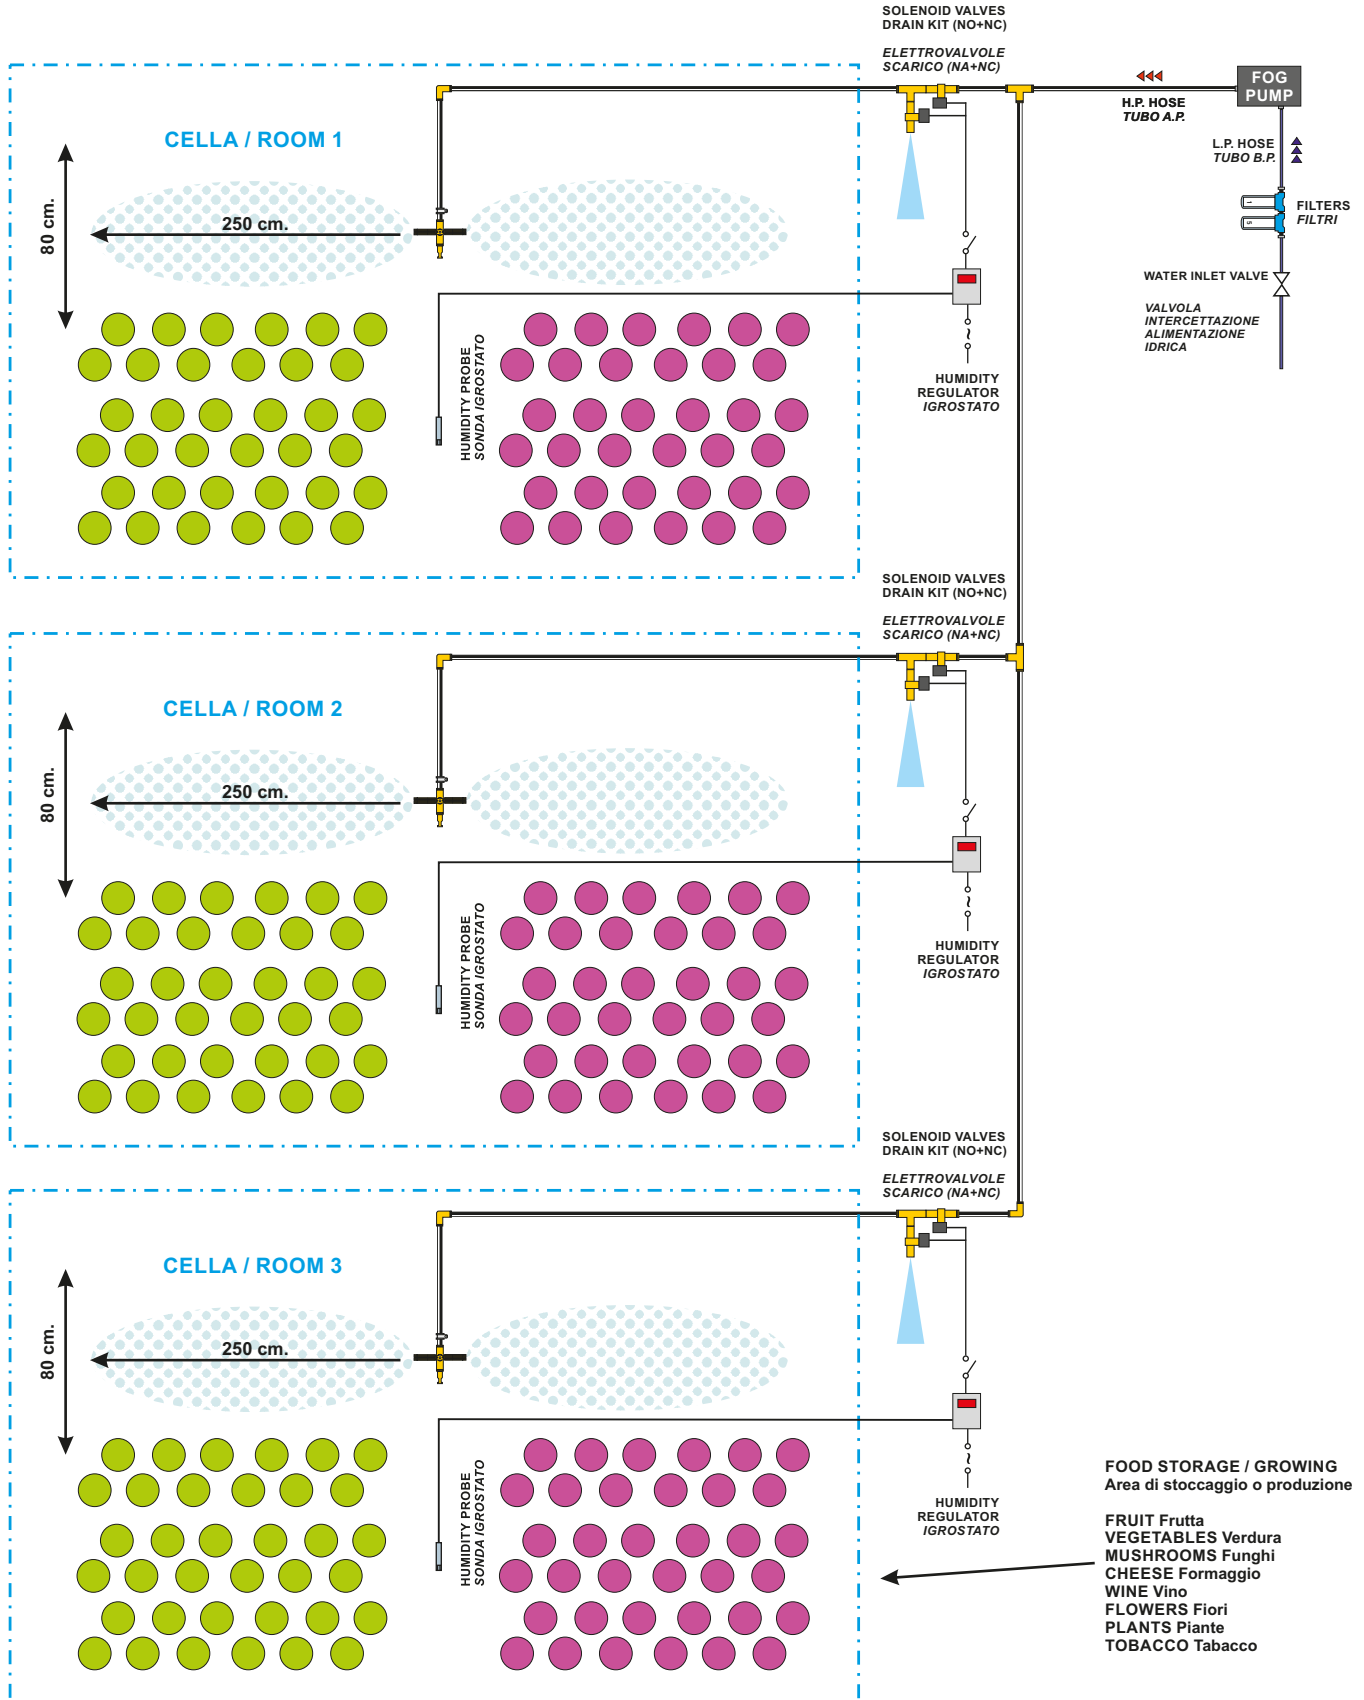 SOLENOID VALVES
DRAIN KIT (NO+NC)
ELETTROVALVOLE
SCARICO (NA+NC)
FOG
PUMP
H.P. HOSE
TUBO A.P.
L.P. HOSE
TUBO B.P.
1
5
FILTERS
FILTRI
WATER INLET VALVE
VALVOLA
INTERCETTAZIONE
ALIMENTAZIONE
IDRICA
CELLA / ROOM 1
80 cm.
250 cm.
HUMIDITY PROBE
SONDA IGROSTATO
HUMIDITY
REGULATOR
IGROSTATO
SOLENOID VALVES
DRAIN KIT (NO+NC)
ELETTROVALVOLE
SCARICO (NA+NC)
CELLA / ROOM 2
80 cm.
250 cm.
HUMIDITY PROBE
SONDA IGROSTATO
HUMIDITY
REGULATOR
IGROSTATO
SOLENOID VALVES
DRAIN KIT (NO+NC)
ELETTROVALVOLE
SCARICO (NA+NC)
CELLA / ROOM 3
80 cm.
250 cm.
HUMIDITY PROBE
SONDA IGROSTATO
HUMIDITY
REGULATOR
IGROSTATO
FOOD STORAGE / GROWING
Area di stoccaggio o produzione
FRUIT Frutta
VEGETABLES Verdura
MUSHROOMS Funghi
CHEESE Formaggio
WINE Vino
FLOWERS Fiori
PLANTS Piante
TOBACCO Tabacco